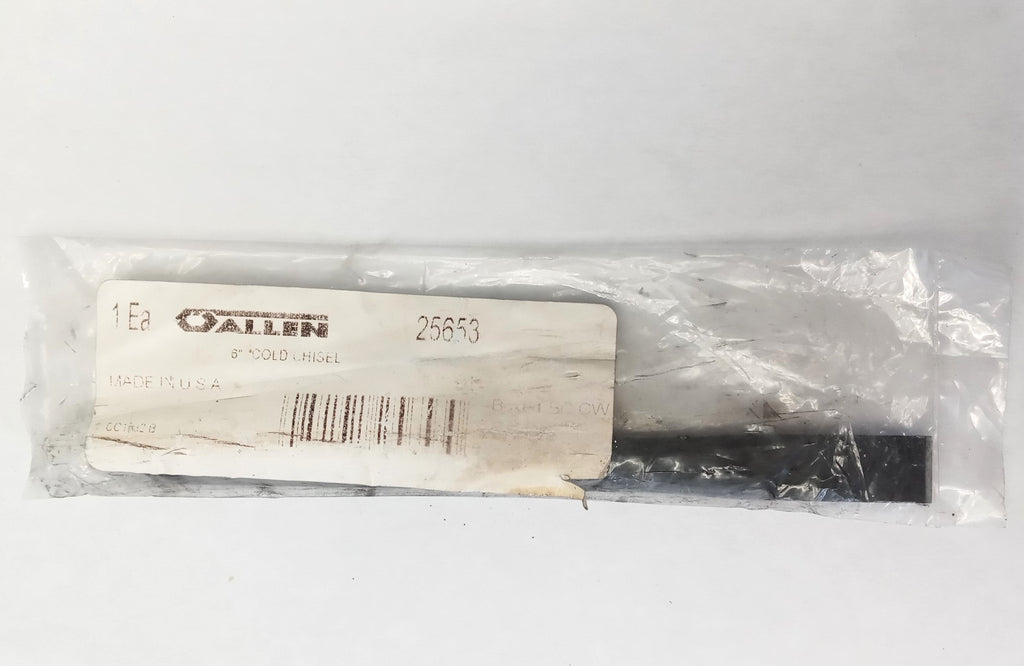 1 Ea ALLEN 25653
6" COLD CHISEL
MADE IN U.S.A